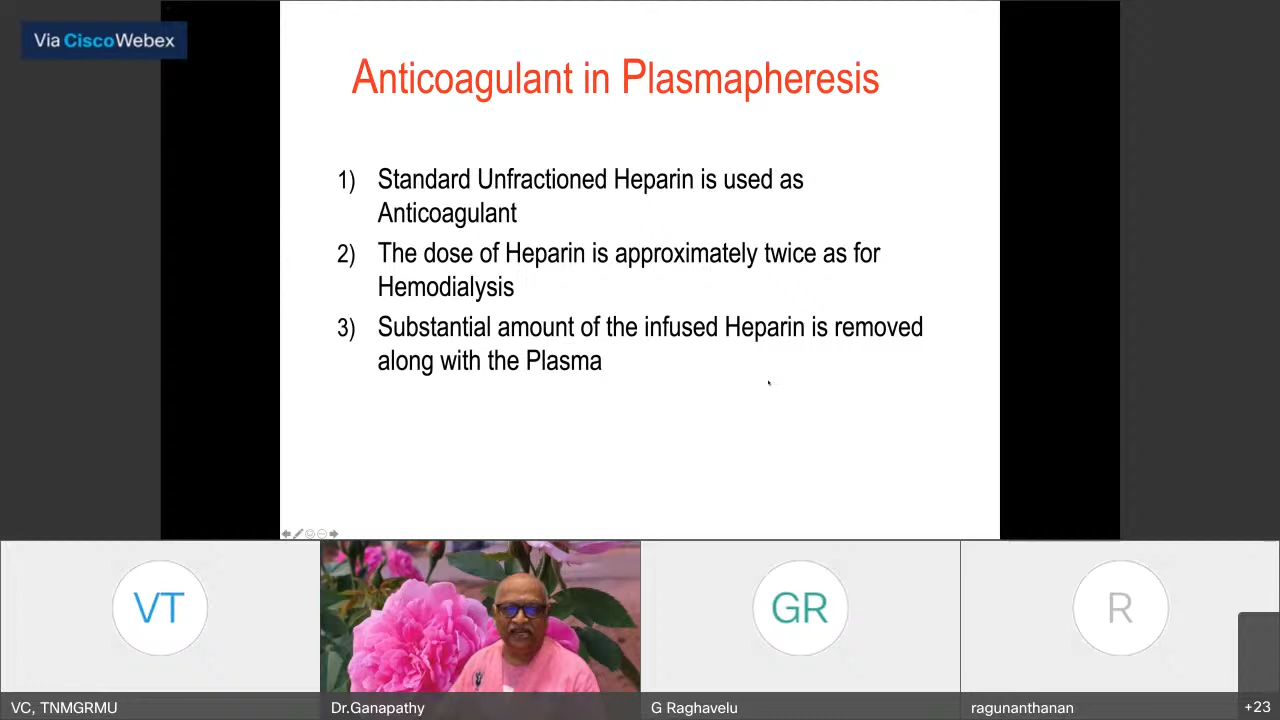 Via CiscoWebex
Anticoagulant in Plasmapheresis
1) Standard Unfractioned Heparin is used as
Anticoagulant
2) The dose of Heparin is approximately twice as for
Hemodialysis
3) Substantial amount of the infused Heparin is removed
along with the Plasma
VT
GR
R
VC, TNMGRMU
Dr.Ganapathy
G Raghavelu
ragunanthanan
+23